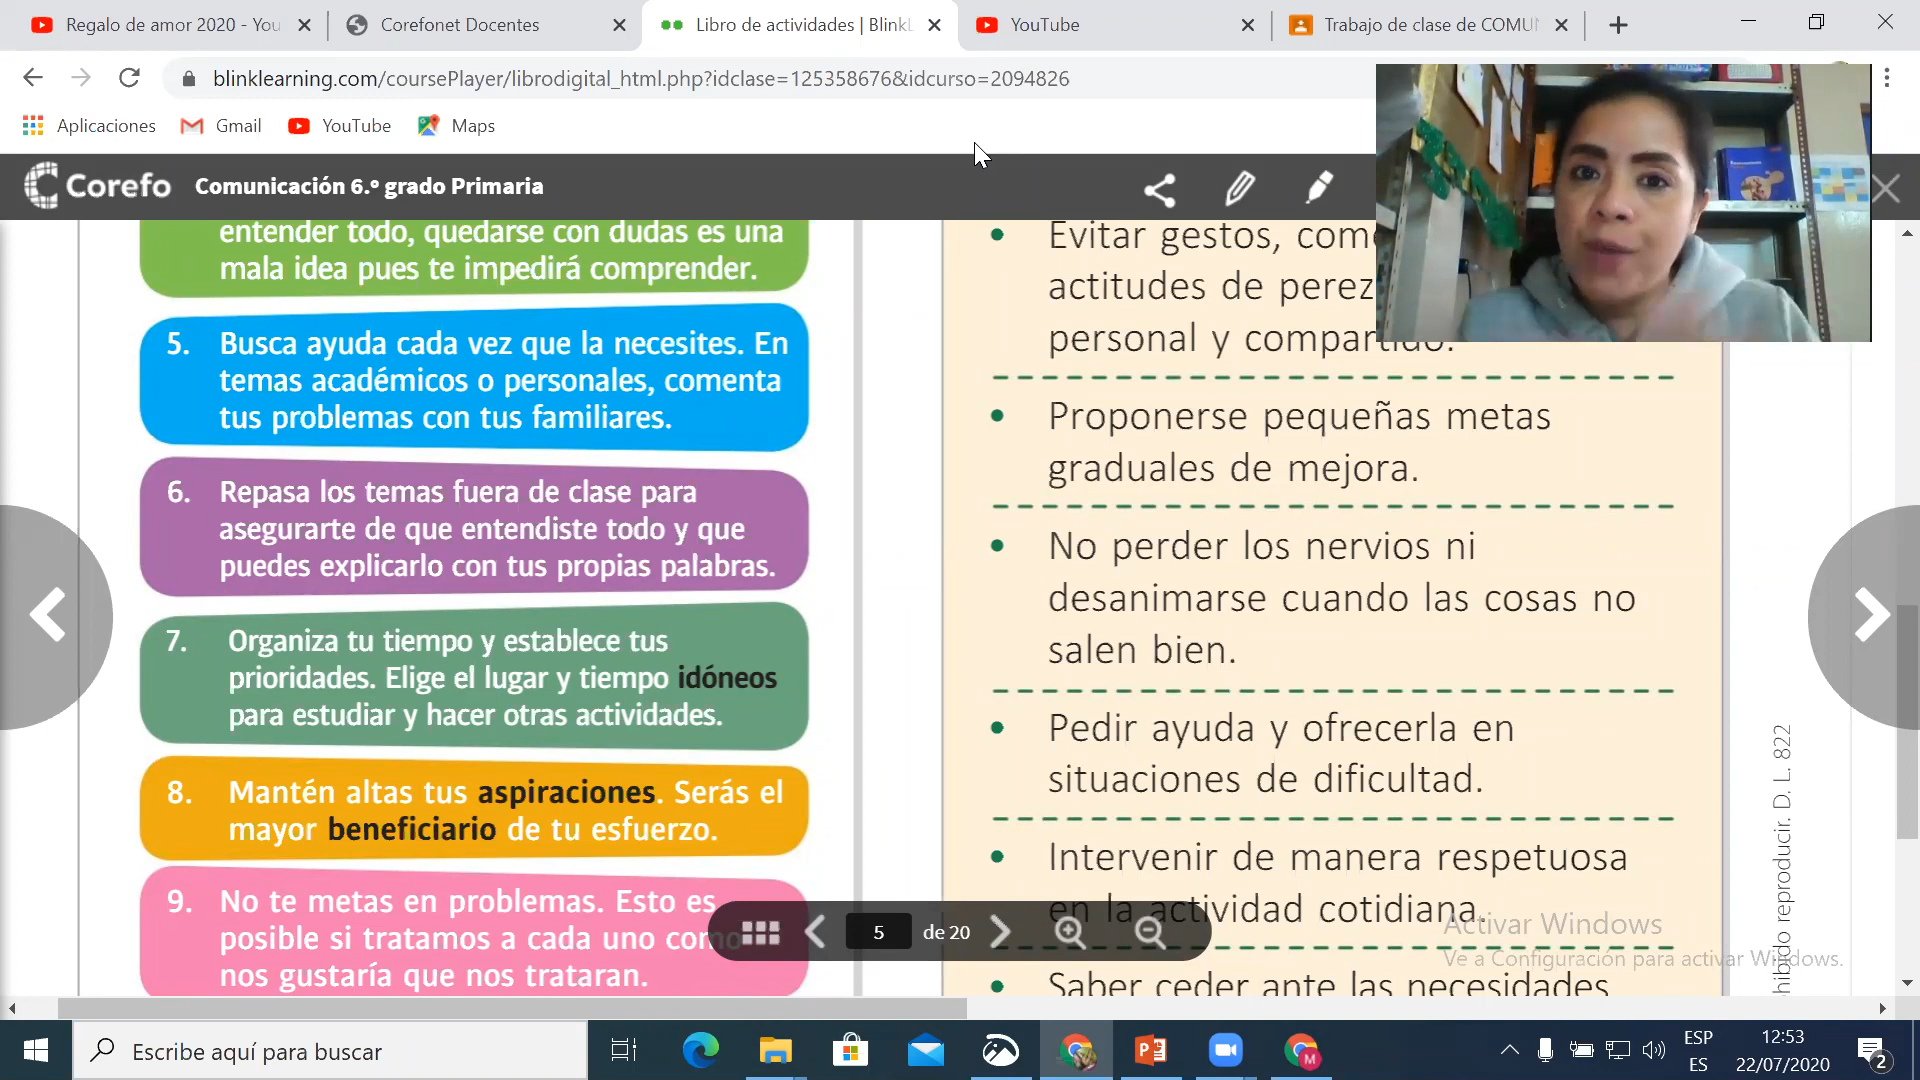 Regalo de amor 2020 - You
Corefonet Docentes
Libro de actividades | BlinkL
YouTube
Trabajo de clase de COMUN
blinklearning.com/coursePlayer/librodigital_html.php?idclase=125358676&idcurso=2094826
Aplicaciones
Gmail
YouTube
Maps
Corefo
Comunicación 6.º grado Primaria
entender todo, quedarse con dudas es una
mala idea pues te impedirá comprender.
5. Busca ayuda cada vez que la necesites. En
temas académicos o personales, comenta
tus problemas con tus familiares.
6. Repasa los temas fuera de clase para
asegurarte de que entendiste todo y que
puedes explicarlo con tus propias palabras.
7. Organiza tu tiempo y establece tus
prioridades. Elige el lugar y tiempo idóneos
para estudiar y hacer otras actividades.
8. Mantén altas tus aspiraciones. Serás el
mayor beneficiario de tu esfuerzo.
9. No te metas en problemas. Esto es
posible si tratamos a cada uno como
nos gustaría que nos trataran.
• Evitar gestos, come
actitudes de perez
personal y compartido.
• Proponerse pequeñas metas
graduales de mejora.
• No perder los nervios ni
desanimarse cuando las cosas no
salen bien.
• Pedir ayuda y ofrecerla en
situaciones de dificultad.
• Intervenir de manera respetuosa
en la actividad cotidiana.
• Saber ceder ante las necesidades
hibido reproducir. D. L. 822
5 de 20
Activar Windows
Ve a Configuración para activar Windows.
Escribe aquí para buscar
ESP
ES
12:53
22/07/2020
2